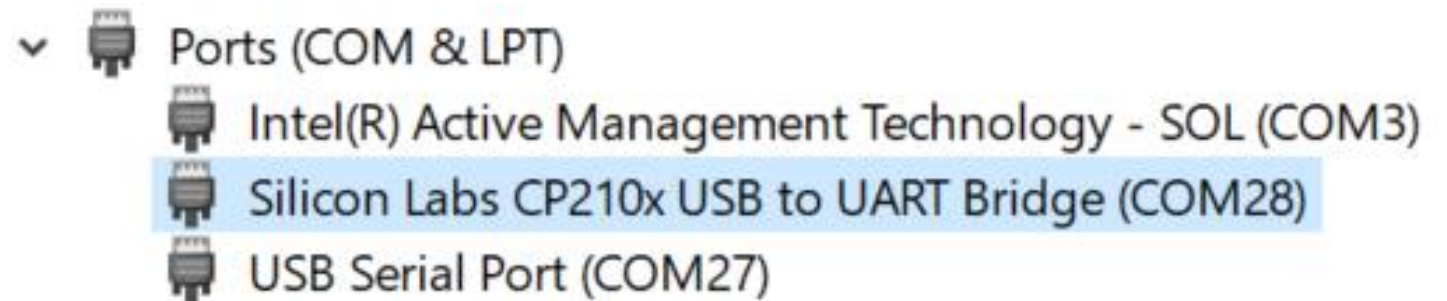 Ports (COM & LPT)
Intel(R) Active Management Technology - SOL (COM3)
Silicon Labs CP210x USB to UART Bridge (COM28)
USB Serial Port (COM27)